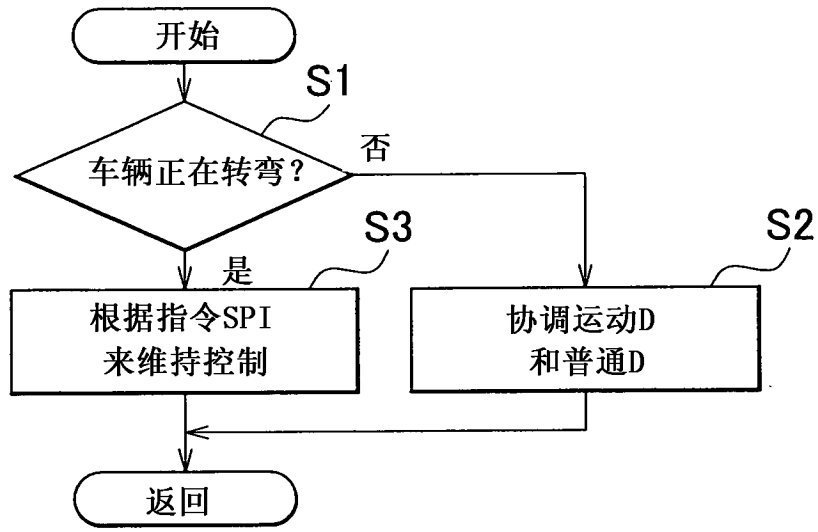 开始
S1
车辆正在转弯？
否
是
S3
根据指令SPI
来维持控制
S2
协调运动D
和普通D
返回